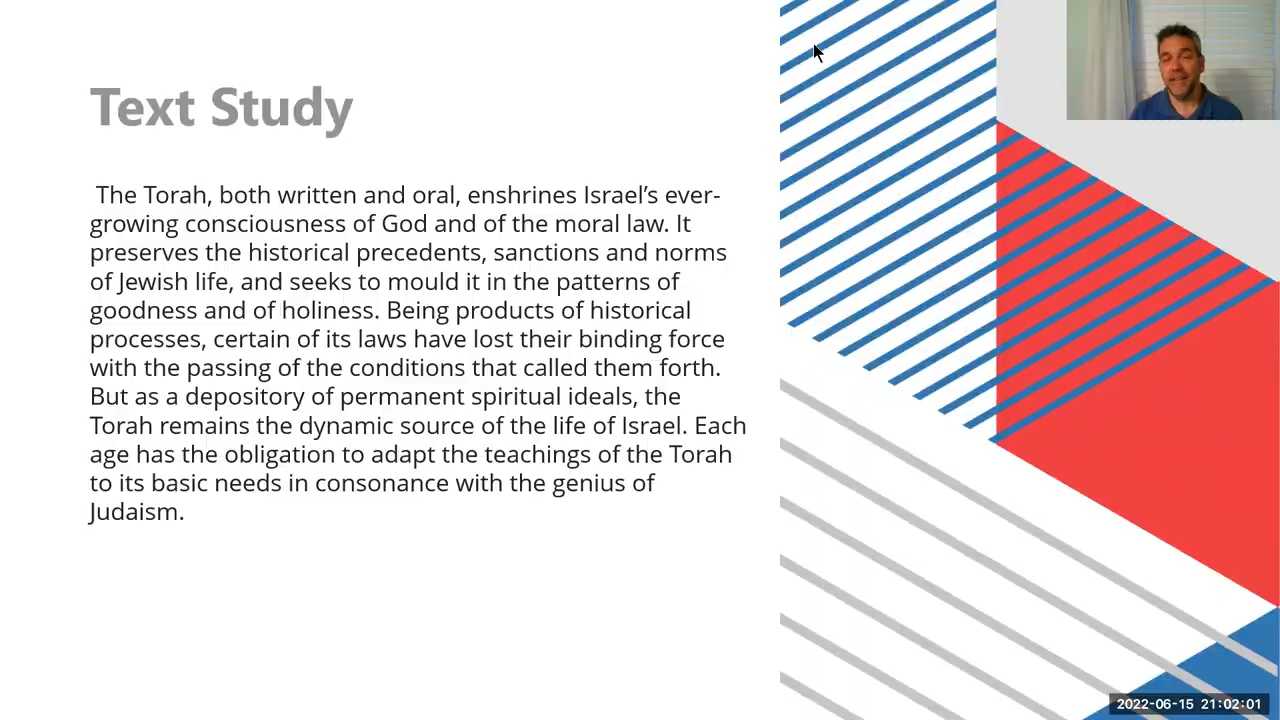 Text Study
The Torah, both written and oral, enshrines Israel’s ever-
growing consciousness of God and of the moral law. It
preserves the historical precedents, sanctions and norms
of Jewish life, and seeks to mould it in the patterns of
goodness and of holiness. Being products of historical
processes, certain of its laws have lost their binding force
with the passing of the conditions that called them forth.
But as a depository of permanent spiritual ideals, the
Torah remains the dynamic source of the life of Israel. Each
age has the obligation to adapt the teachings of the Torah
to its basic needs in consonance with the genius of
Judaism.
2022-06-15 21:02:01